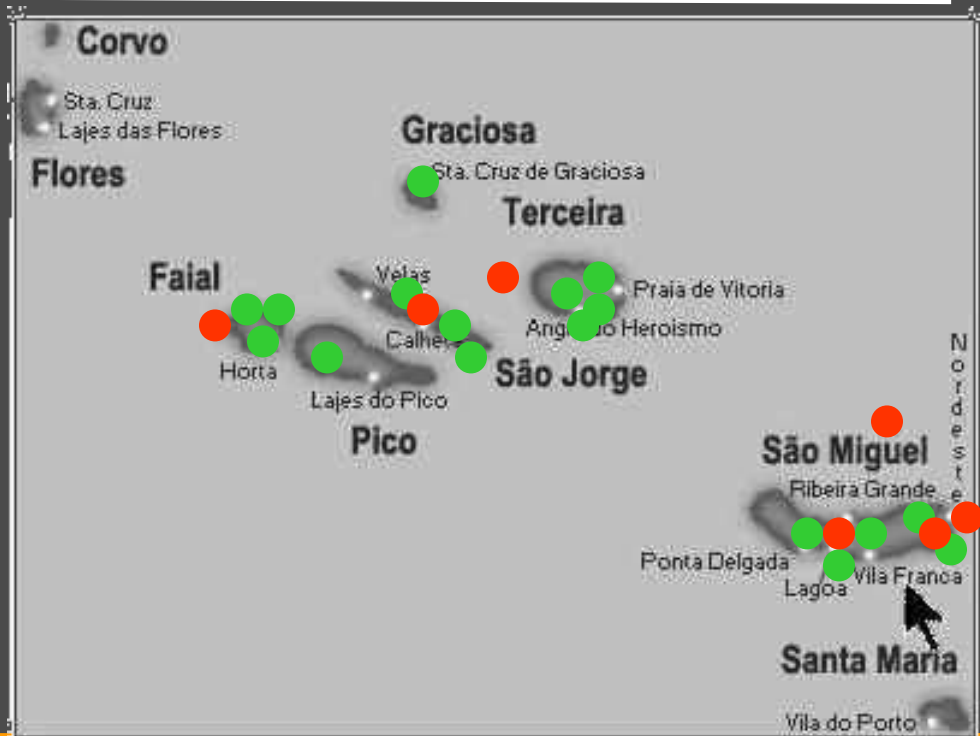 Corvo
Sta. Cruz
Lajes das Flores
Flores
Graciosa
Sta. Cruz de Graciosa
Terceira
Faial
Velas
Praia de Vitoria
do Heroismo
Horta
São Jorge
Lajes do Pico
Pico
Nordeste
São Miguel
Ribeira Grande
Ponta Delgada
Vila Franca
Lagoa
Santa Maria
Vila do Porto